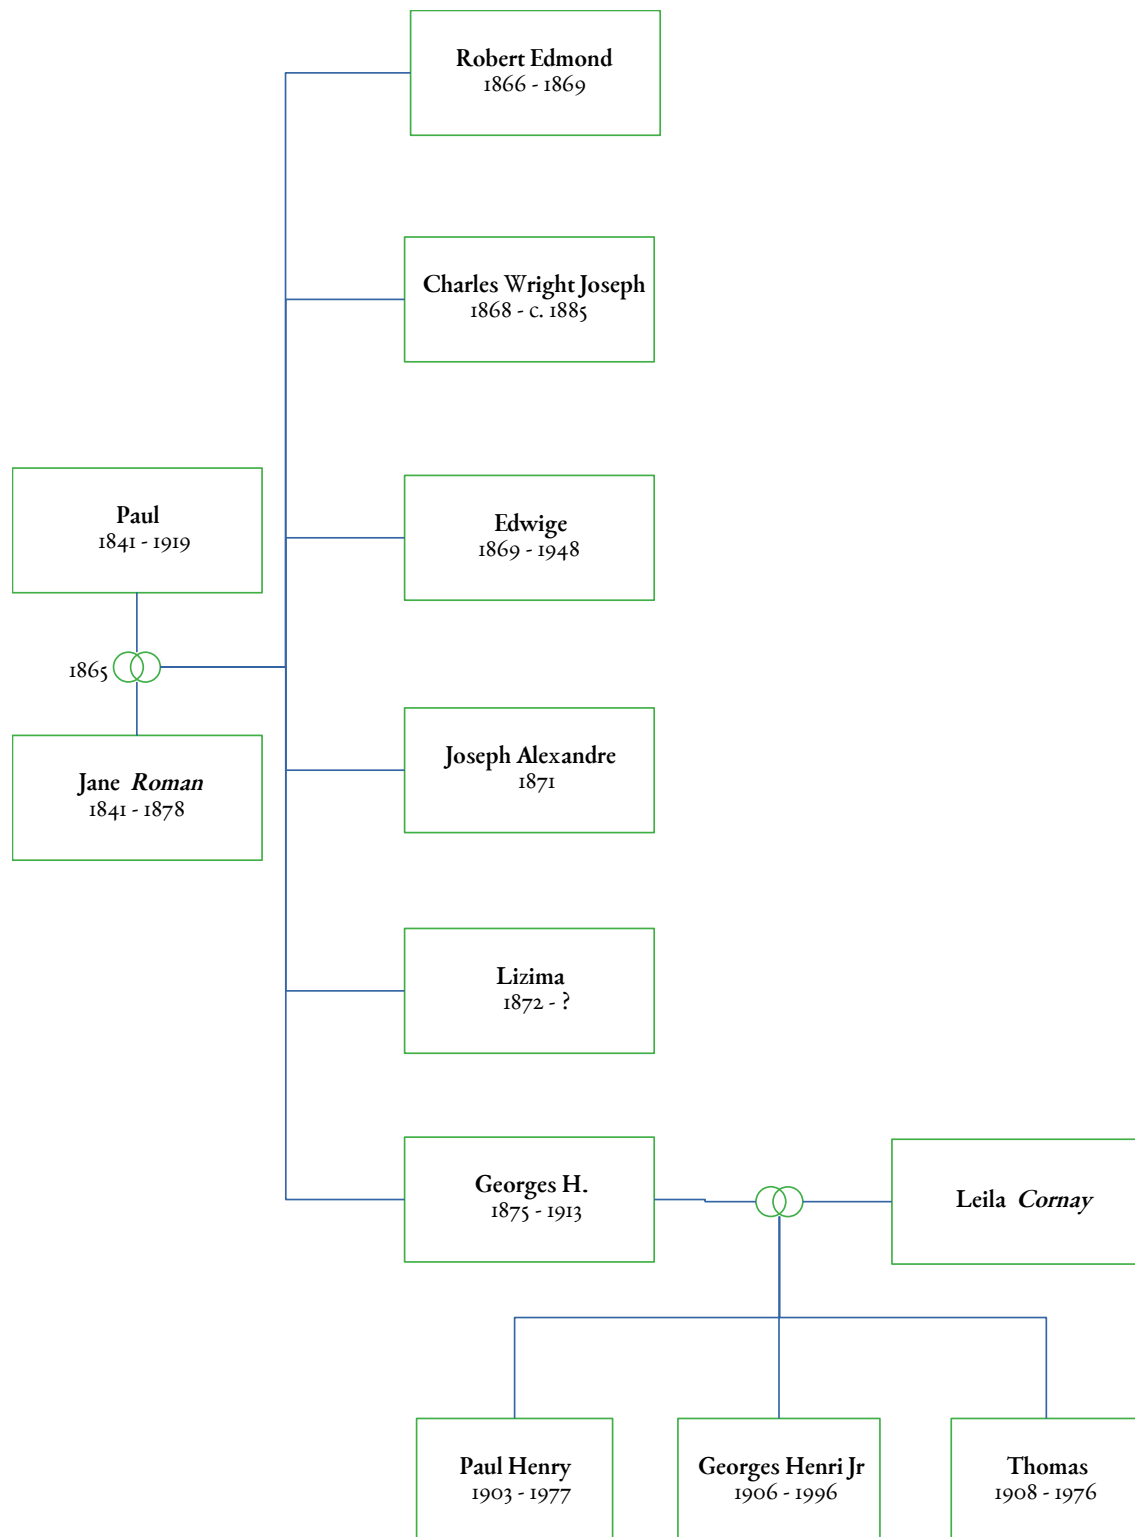 Robert Edmond
1866 - 1869
Charles Wright Joseph
1868 - c. 1885
Paul
1841 - 1919
Edwige
1869 - 1948
1865
Jane Roman
1841 - 1878
Joseph Alexandre
1871
Lizima
1872 - ?
Georges H.
1875 - 1913
Leila Cornay
Paul Henry
1903 - 1977
Georges Henri Jr
1906 - 1996
Thomas
1908 - 1976